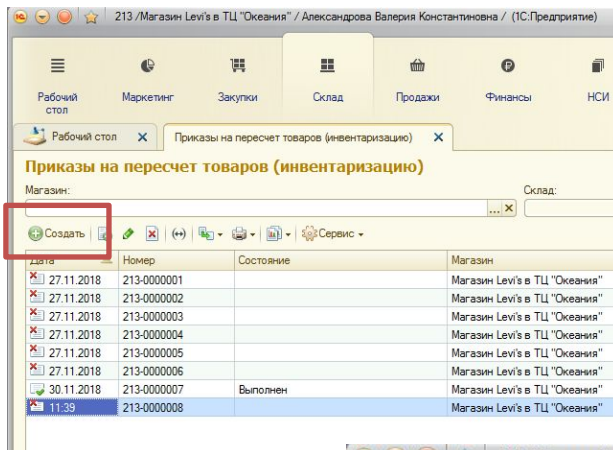 213 /Магазин Levi's в ТЦ "Океания" / Александрова Валерия Константиновна / (1С:Предприятие)
Рабочий стол Маркетинг Закупки Склад Продажи Финансы НСИ
Рабочий стол Приказы на пересчет товаров (инвентаризацию)
Приказы на пересчет товаров (инвентаризацию)
Магазин: Склад:
Создать Сервис
Дата Номер Состояние Магазин
27.11.2018 213-0000001 Магазин Levi's в ТЦ "Океания"
27.11.2018 213-0000002 Магазин Levi's в ТЦ "Океания"
27.11.2018 213-0000003 Магазин Levi's в ТЦ "Океания"
27.11.2018 213-0000004 Магазин Levi's в ТЦ "Океания"
27.11.2018 213-0000005 Магазин Levi's в ТЦ "Океания"
27.11.2018 213-0000006 Магазин Levi's в ТЦ "Океания"
30.11.2018 213-0000007 Выполнен Магазин Levi's в ТЦ "Океания"
11:39 213-0000008 Магазин Levi's в ТЦ "Океания"